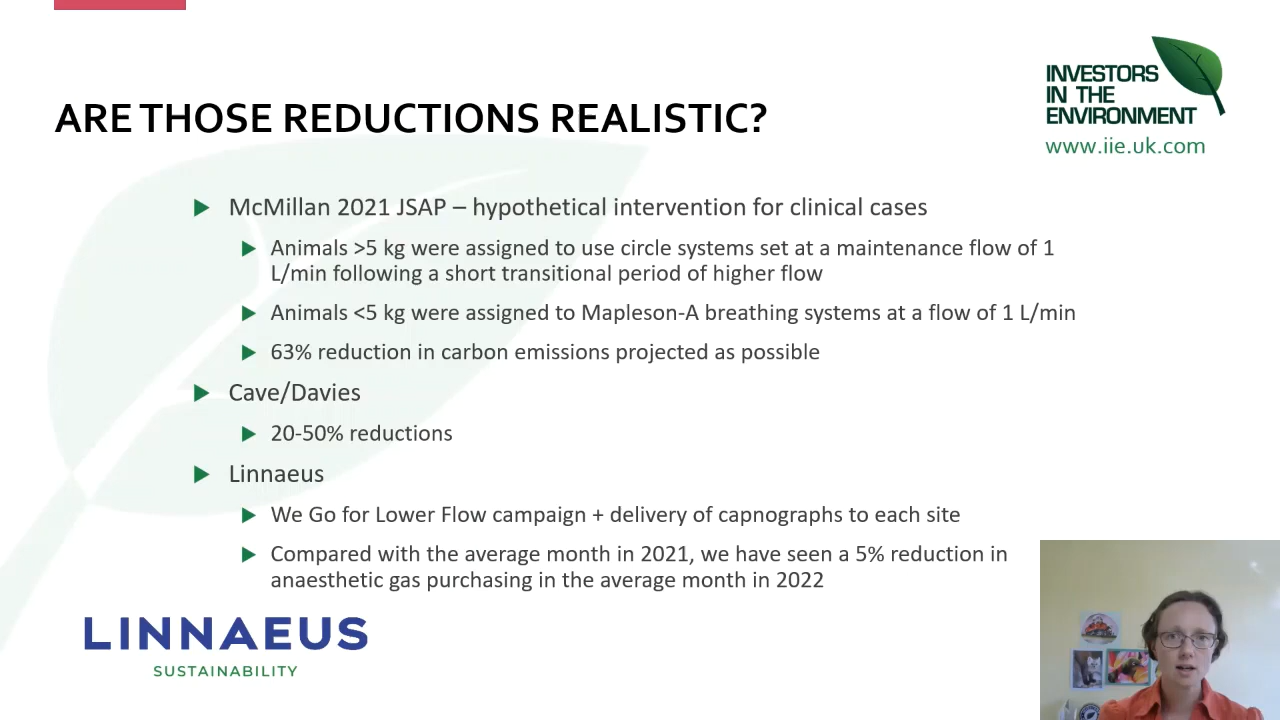 INVESTORS
IN THE
ENVIRONMENT
www.iie.uk.com
ARE THOSE REDUCTIONS REALISTIC?
McMillan 2021 JSAP – hypothetical intervention for clinical cases
Animals >5 kg were assigned to use circle systems set at a maintenance flow of 1
L/min following a short transitional period of higher flow
Animals <5 kg were assigned to Mapleson-A breathing systems at a flow of 1 L/min
63% reduction in carbon emissions projected as possible
Cave/Davies
20-50% reductions
Linnaeus
We Go for Lower Flow campaign + delivery of capnographs to each site
Compared with the average month in 2021, we have seen a 5% reduction in
anaesthetic gas purchasing in the average month in 2022
LINNAEUS
SUSTAINABILITY